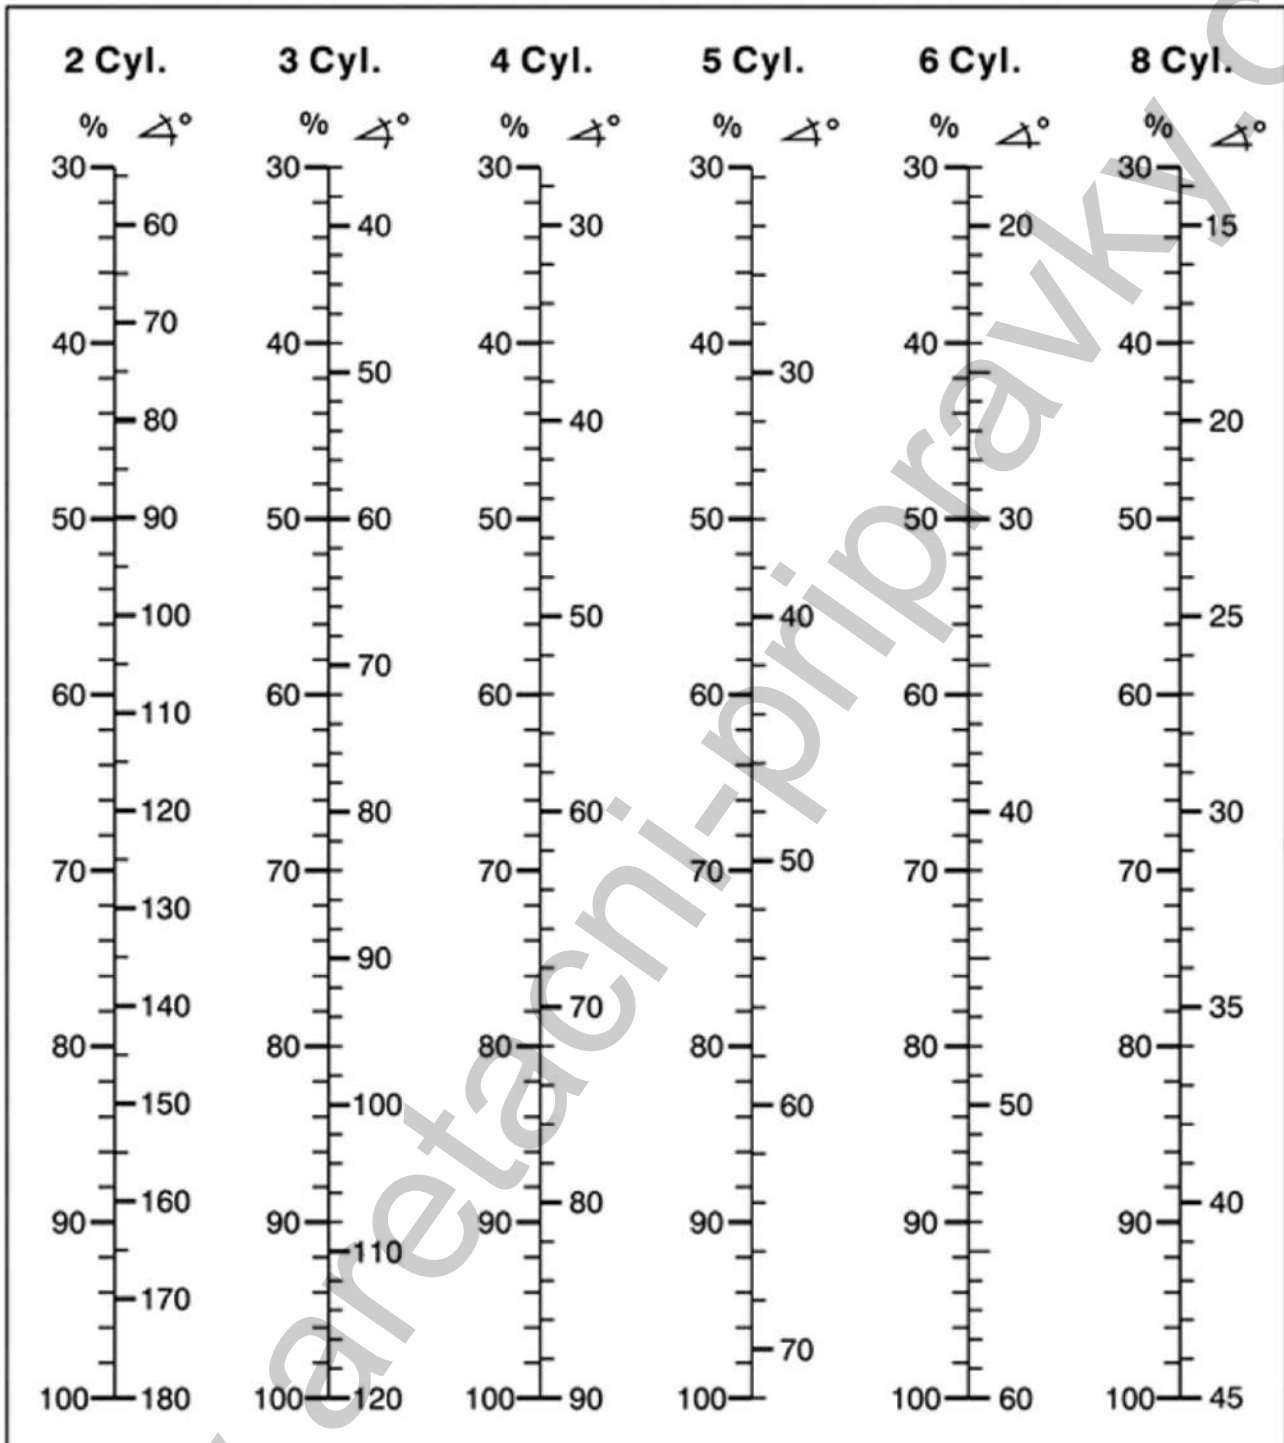 2 Cyl. 3 Cyl. 4 Cyl. 5 Cyl. 6 Cyl. 8 Cyl.
% ∢° % ∢° % ∢° % ∢° % ∢° % ∢°
30 30 30 30 30 30
60 40 30 20 15
70
40 40 40 40 40 40
50 30
80 40 20
50 90 50 60 50 50 50 30 50
100 50 40 25
70
60 60 60 60 60 60
110
120 80 60 40 30
50
70 70 70 70 70 70
130
90
140 70 35
80 80 80 80 80 80
150 100 60 50
160 80 40
90 90 90 90 90 90
110
170
70
100 180 100 120 100 90 100 100 60 100 45
aretacni-pripravky.c